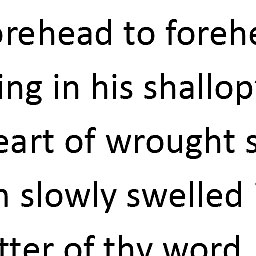 orehead to forehe
ing in his shallop
eart of wrought s
n slowly swelled
tter of thy word